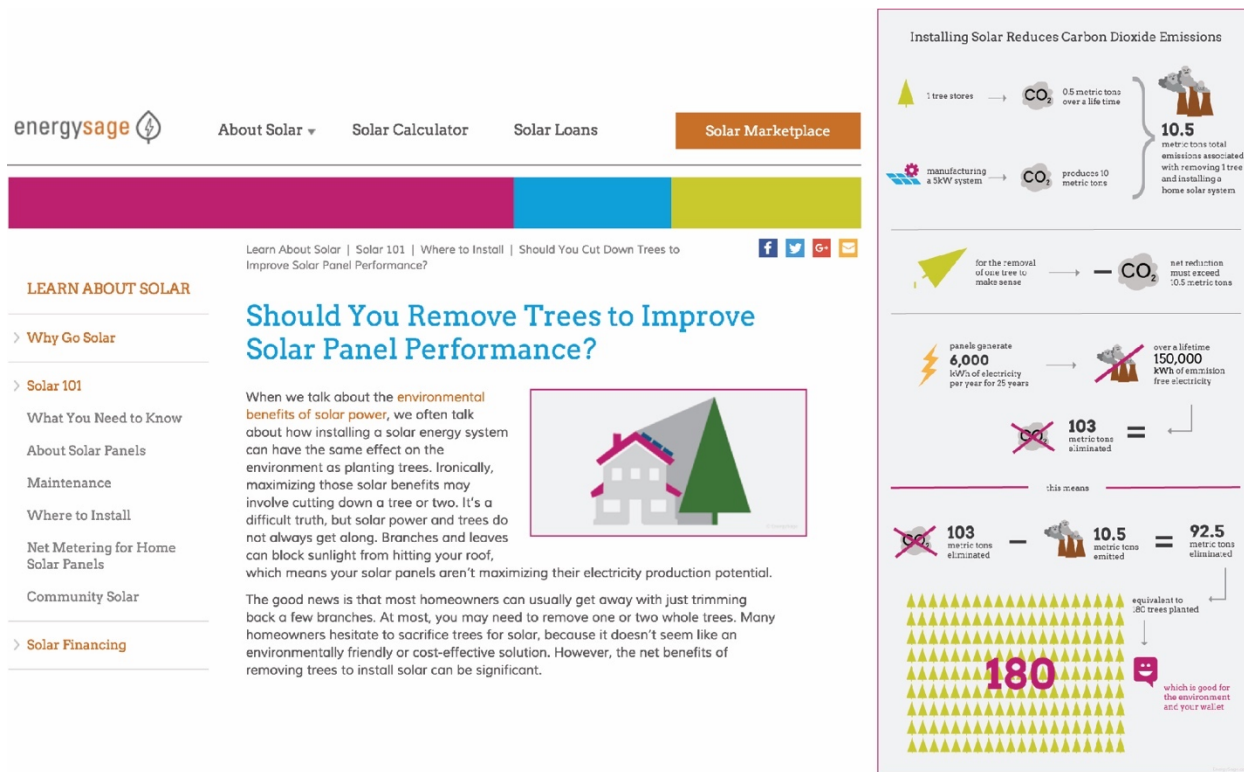 energysage
About Solar
Solar Calculator
Solar Loans
Solar Marketplace
Learn About Solar | Solar 101 | Where to Install | Should You Cut Down Trees to
Improve Solar Panel Performance?
LEARN ABOUT SOLAR
Why Go Solar
Solar 101
What You Need to Know
About Solar Panels
Maintenance
Where to Install
Net Metering for Home
Solar Panels
Community Solar
Solar Financing
Should You Remove Trees to Improve
Solar Panel Performance?
When we talk about the environmental
benefits of solar power, we often talk
about how installing a solar energy system
can have the same effect on the
environment as planting trees. Ironically,
maximizing those solar benefits may
involve cutting down a tree or two. It's a
difficult truth, but solar power and trees do
not always get along. Branches and leaves
can block sunlight from hitting your roof,
which means your solar panels aren't maximizing their electricity production potential.
The good news is that most homeowners can usually get away with just trimming
back a few branches. At most, you may need to remove one or two whole trees. Many
homeowners hesitate to sacrifice trees for solar, because it doesn't seem like an
environmentally friendly or cost-effective solution. However, the net benefits of
removing trees to install solar can be significant.
Installing Solar Reduces Carbon Dioxide Emissions
1 tree stores
CO2
0.5 metric tons
over a life time
manufacturing
a 5kW system
CO2
produces 10
metric tons
10.5
metric tons total
emissions associated
with removing 1 tree
and installing a
home solar system
for the removal
of one tree to
make sense
CO2
net reduction
must exceed
10.5 metric tons
panels generate
6,000
kWh of electricity
per year for 25 years
over a lifetime
150,000
kWh of emmision
free electricity
CO2
103
metric tons
eliminated
=
this means
CO2
103
metric tons
eliminated
–
10.5
metric tons
emitted
=
92.5
metric tons
eliminated
equivalent to
180 trees planted
180
which is good for
the environment
and your wallet